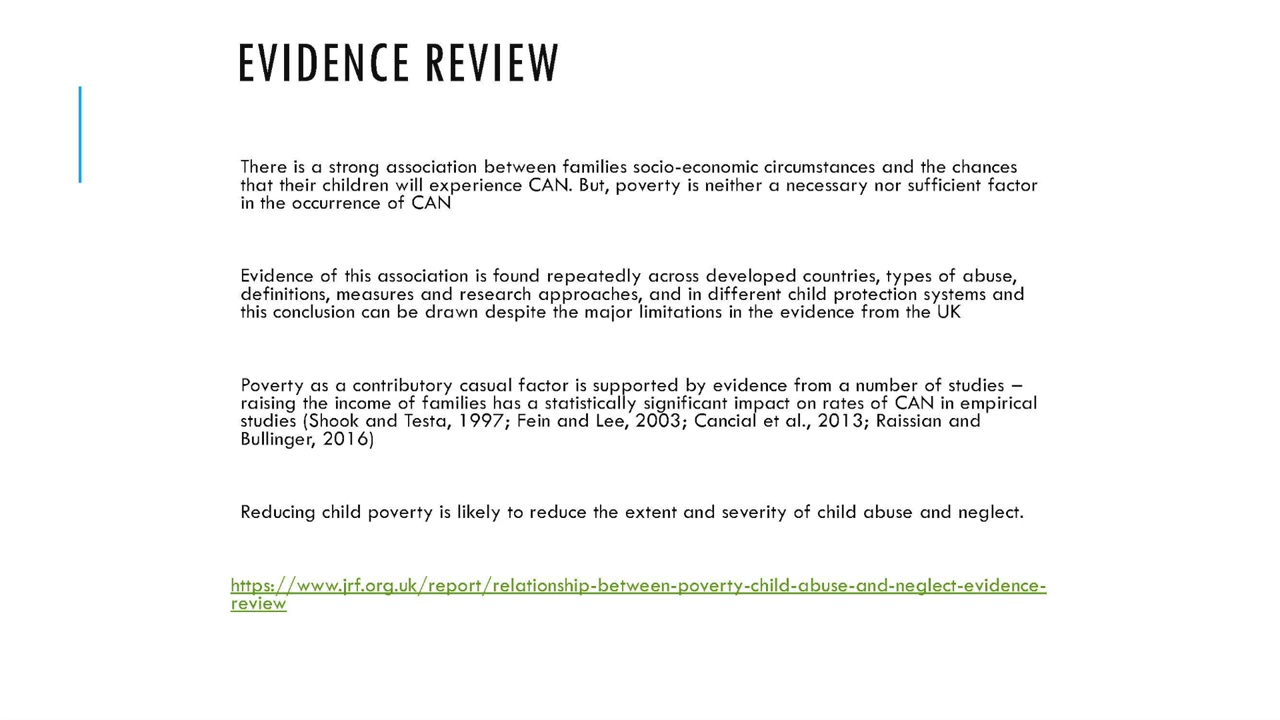 EVIDENCE REVIEW
There is a strong association between families socio-economic circumstances and the chances
that their children will experience CAN. But, poverty is neither a necessary nor sufficient factor
in the occurrence of CAN
Evidence of this association is found repeatedly across developed countries, types of abuse,
definitions, measures and research approaches, and in different child protection systems and
this conclusion can be drawn despite the major limitations in the evidence from the UK
Poverty as a contributory casual factor is supported by evidence from a number of studies –
raising the income of families has a statistically significant impact on rates of CAN in empirical
studies (Shook and Testa, 1997; Fein and Lee, 2003; Cancial et al., 2013; Raissian and
Bullinger, 2016)
Reducing child poverty is likely to reduce the extent and severity of child abuse and neglect.
https://www.jrf.org.uk/report/relationship-between-poverty-child-abuse-and-neglect-evidence-
review